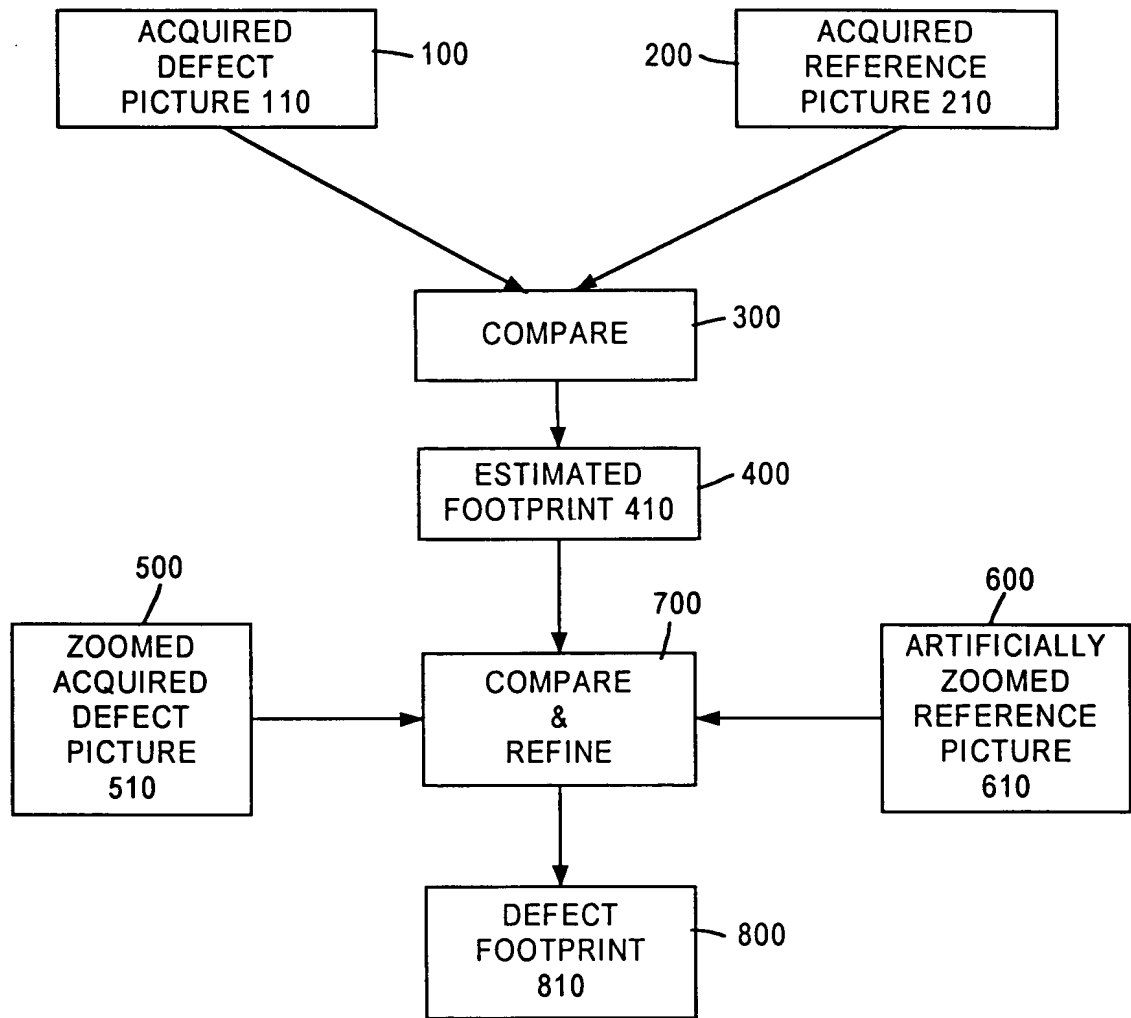 ACQUIRED
DEFECT
PICTURE 110
100
200
ACQUIRED
REFERENCE
PICTURE 210
COMPARE
300
ESTIMATED
FOOTPRINT 410
400
500
ZOOMED
ACQUIRED
DEFECT
PICTURE
510
700
COMPARE
&
REFINE
600
ARTIFICIALLY
ZOOMED
REFERENCE
PICTURE
610
DEFECT
FOOTPRINT
810
800